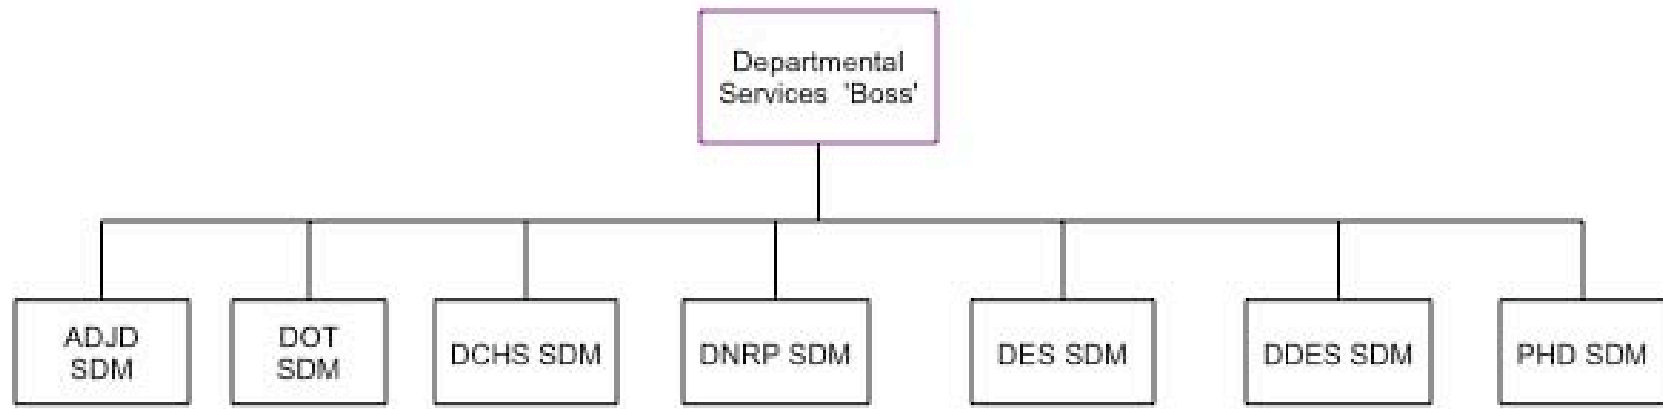 Departmental
Services 'Boss'
ADJD
SDM
DOT
SDM
DCHS SDM
DNRP SDM
DES SDM
DDES SDM
PHD SDM